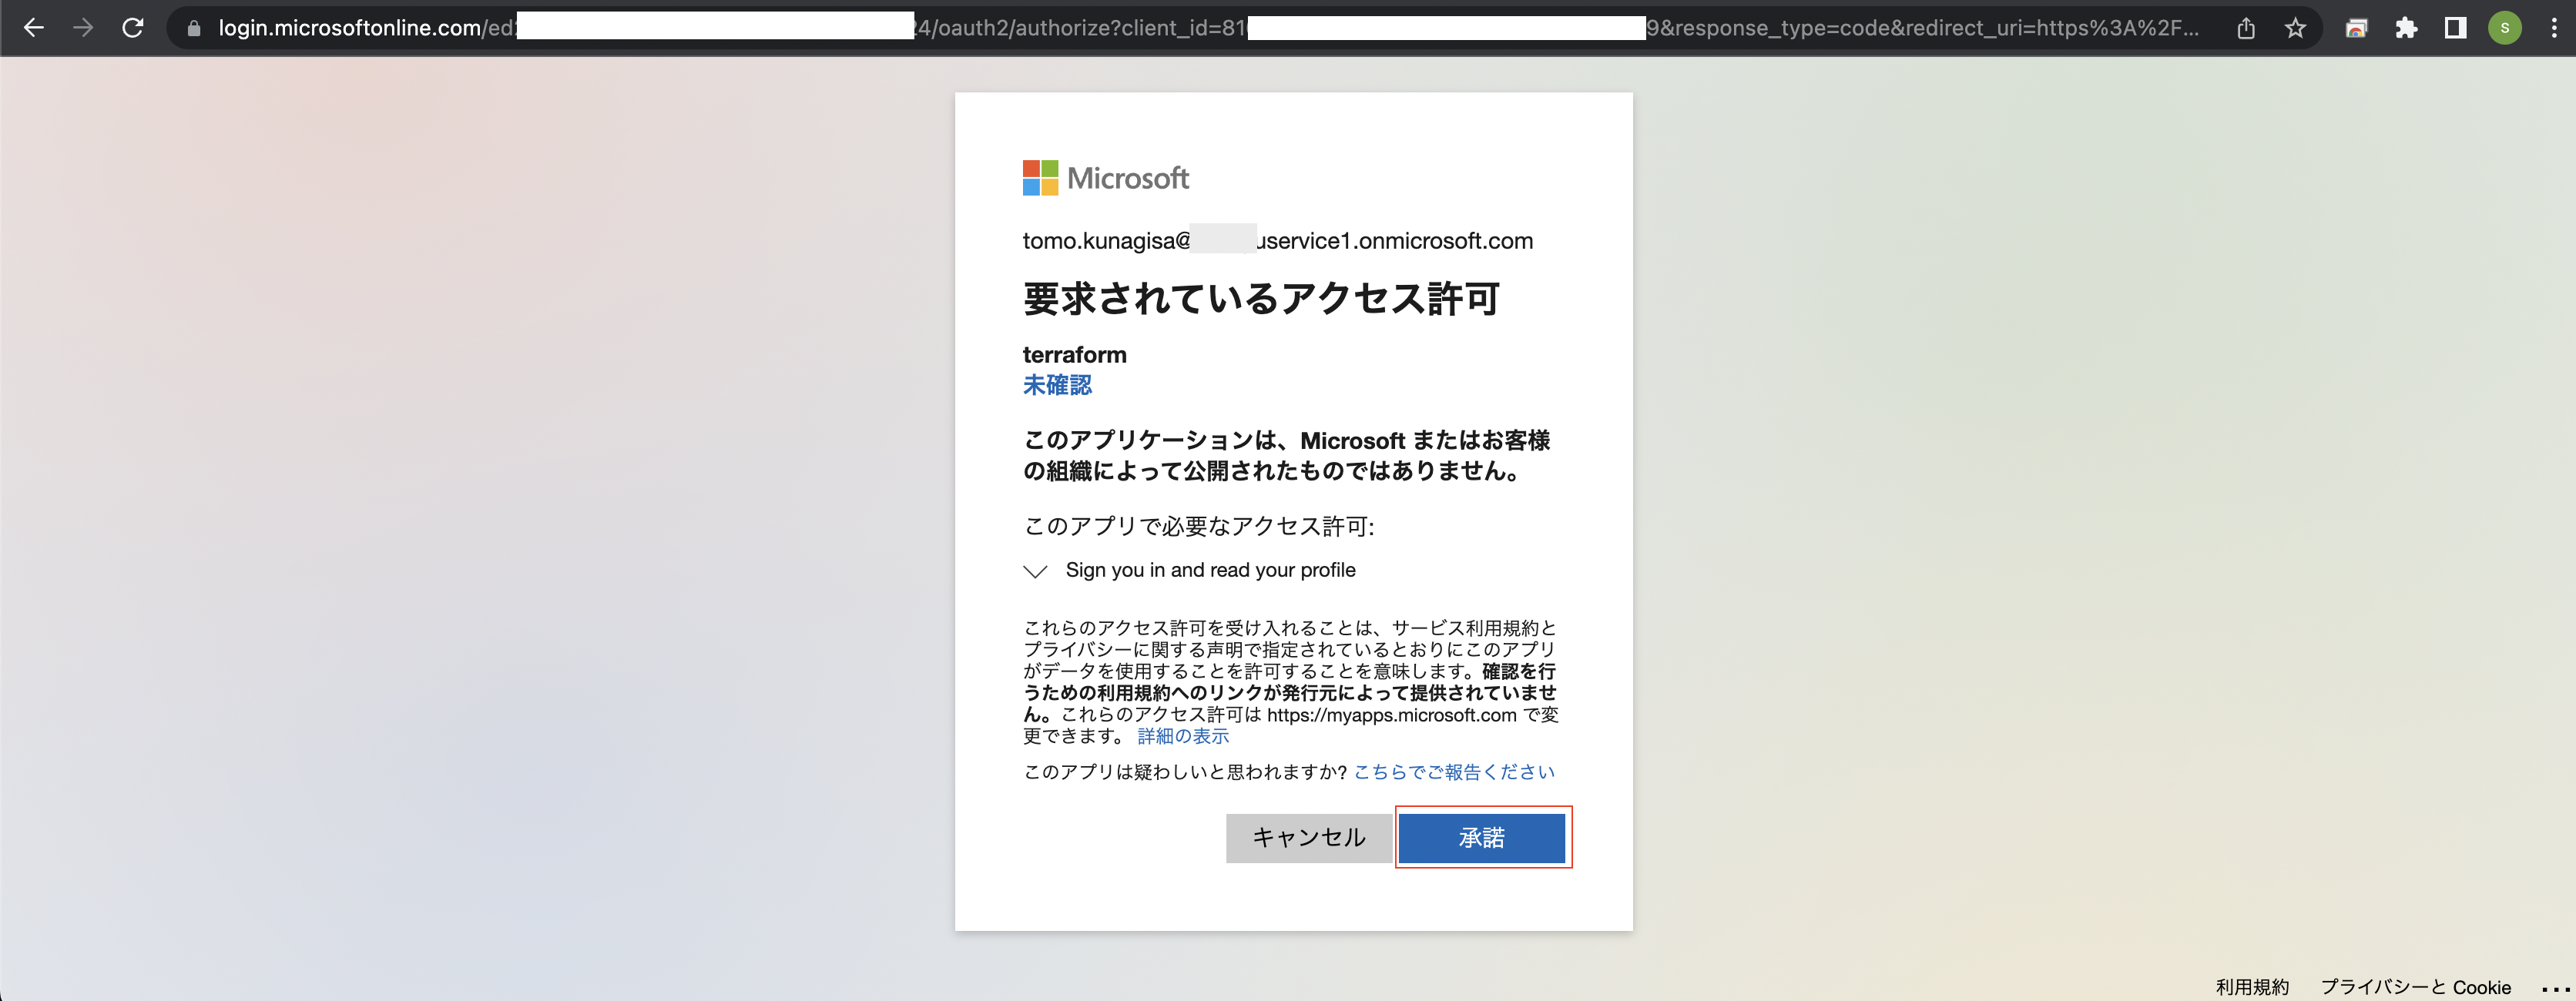 login.microsoftonline.com/ed 4/oauth2/authorize?client_id=81 9&response_type=code&redirect_uri=https%3A%2F...
S
Microsoft
tomo.kunagisa@ uservice1.onmicrosoft.com
要求されているアクセス許可
terraform
未確認
このアプリケーションは、Microsoft またはお客様
の組織によって公開されたものではありません。
このアプリで必要なアクセス許可:
Sign you in and read your profile
これらのアクセス許可を受け入れることは、サービス利用規約と
プライバシーに関する声明で指定されているとおりにこのアプリ
がデータを使用することを許可することを意味します。確認を行
うための利用規約へのリンクが発行元によって提供されていませ
ん。これらのアクセス許可は https://myapps.microsoft.com で変
更できます。 詳細の表示
このアプリは疑わしいと思われますか? こちらでご報告ください
キャンセル
承諾
利用規約 プライバシーと Cookie ...